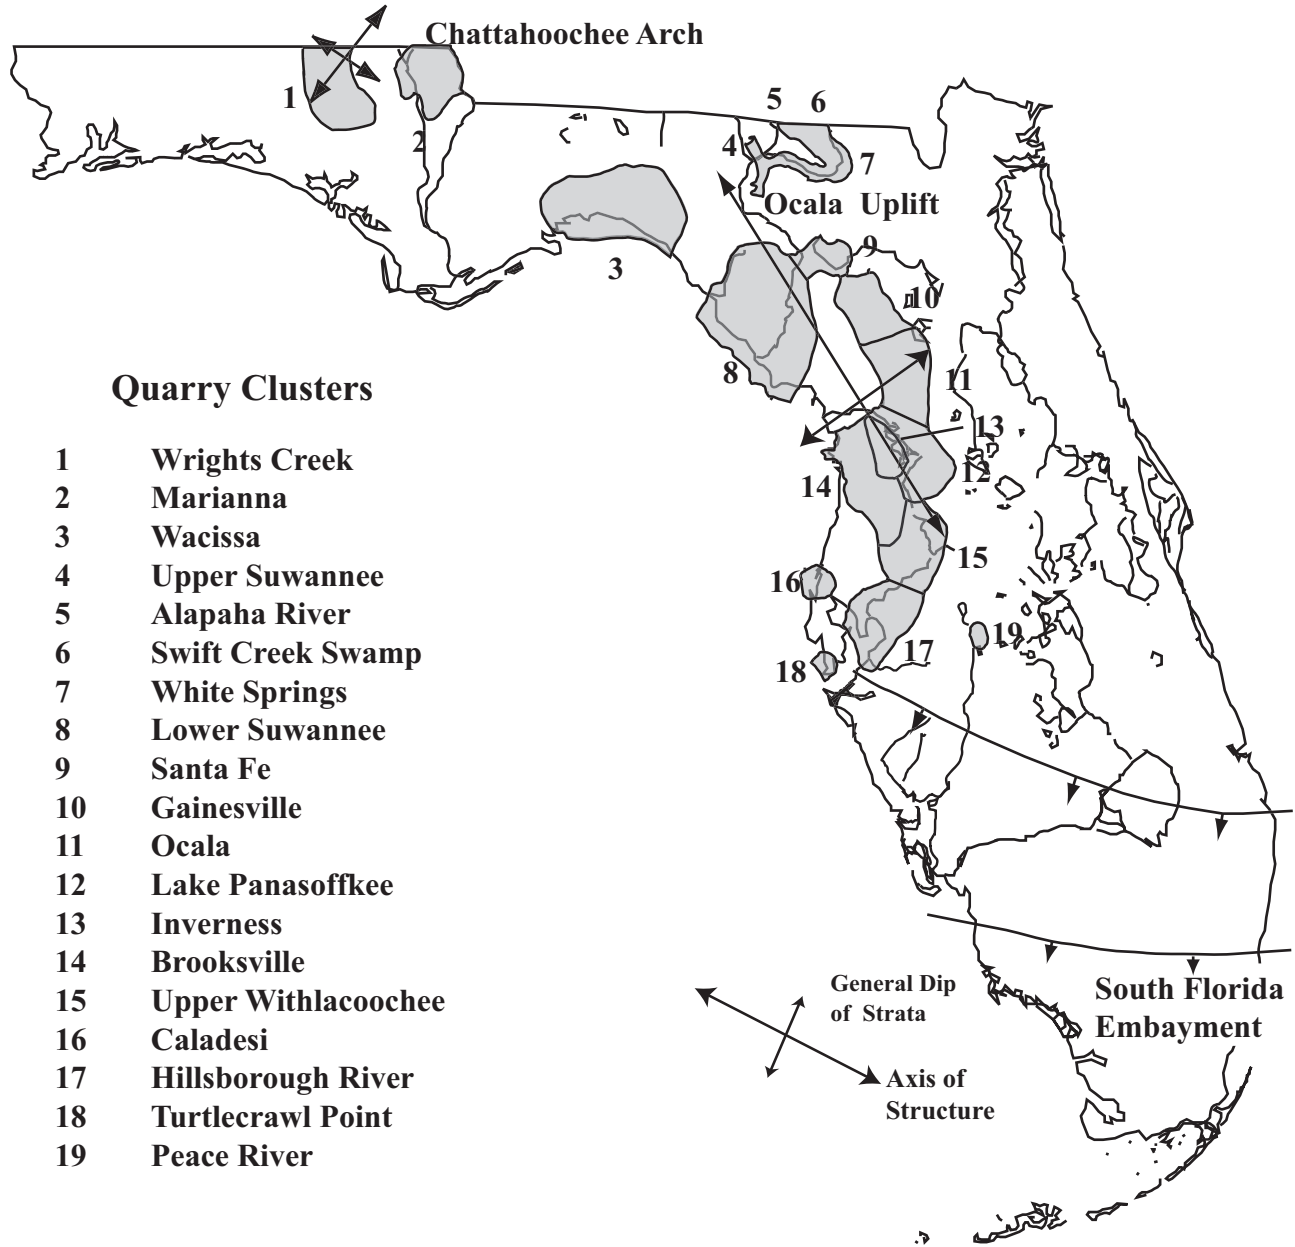 Chattahoochee Arch
1
2
5
6
4
7
Ocala Uplift
3
9
10
8
11
13
12
14
15
16
19
17
18
Quarry Clusters
1 Wrights Creek
2 Marianna
3 Wacissa
4 Upper Suwannee
5 Alapaha River
6 Swift Creek Swamp
7 White Springs
8 Lower Suwannee
9 Santa Fe
10 Gainesville
11 Ocala
12 Lake Panasoffkee
13 Inverness
14 Brooksville
15 Upper Withlacoochee
16 Caladesi
17 Hillsborough River
18 Turtlecrawl Point
19 Peace River
General Dip
of Strata
Axis of
Structure
South Florida
Embayment